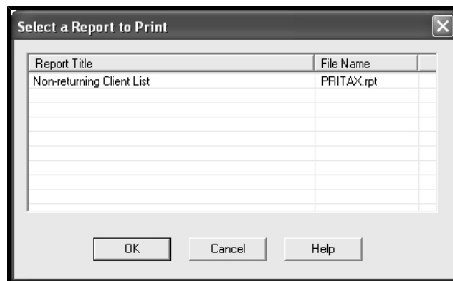 Select a Report to Print
Report Title File Name
Non-returning Client List PRITAX.rpt
OK Cancel Help